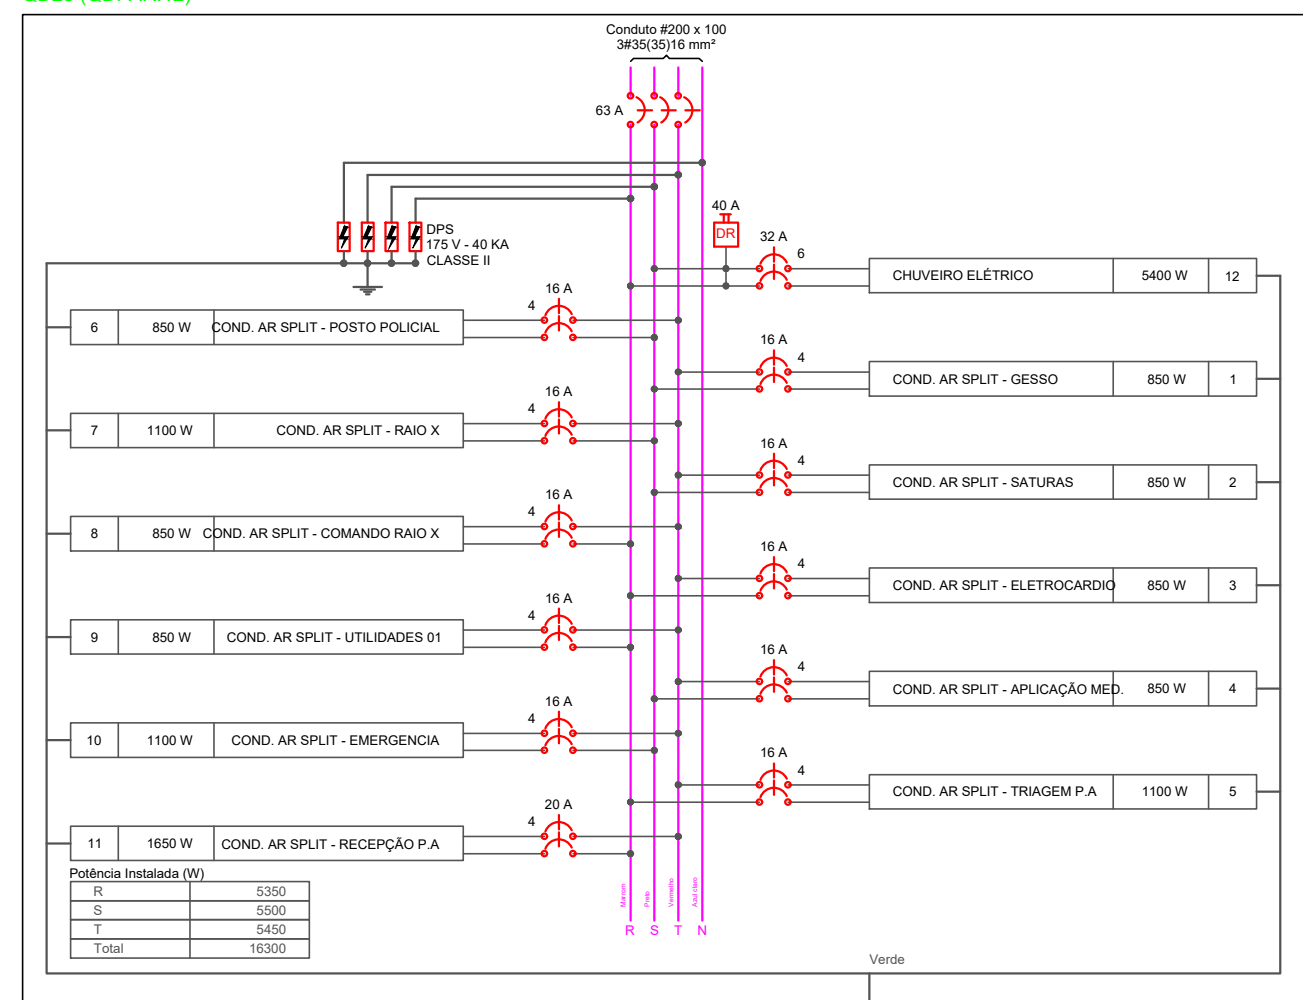 Conduto #200 x 100
3#35(35)16 mm²
63 A
DPS
175 V - 40 KA
CLASSE II
40 A
DR
32 A
6
CHUVEIRO ELÉTRICO 5400 W 12
16 A
4
6 850 W COND. AR SPLIT - POSTO POLICIAL
16 A
4
COND. AR SPLIT - GESSO 850 W 1
16 A
4
7 1100 W COND. AR SPLIT - RAIO X
16 A
4
COND. AR SPLIT - SATURAS 850 W 2
16 A
4
8 850 W COND. AR SPLIT - COMANDO RAIO X
16 A
4
COND. AR SPLIT - ELETROCARDIO 850 W 3
16 A
4
9 850 W COND. AR SPLIT - UTILIDADES 01
16 A
4
COND. AR SPLIT - APLICAÇÃO MED. 850 W 4
16 A
4
10 1100 W COND. AR SPLIT - EMERGENCIA
16 A
4
COND. AR SPLIT - TRIAGEM P.A 1100 W 5
20 A
4
11 1650 W COND. AR SPLIT - RECEPÇÃO P.A
Potência Instalada (W)
R 5350
S 5500
T 5450
Total 16300
Marrom
Preto
Vermelho
Azul claro
R S T N
Verde